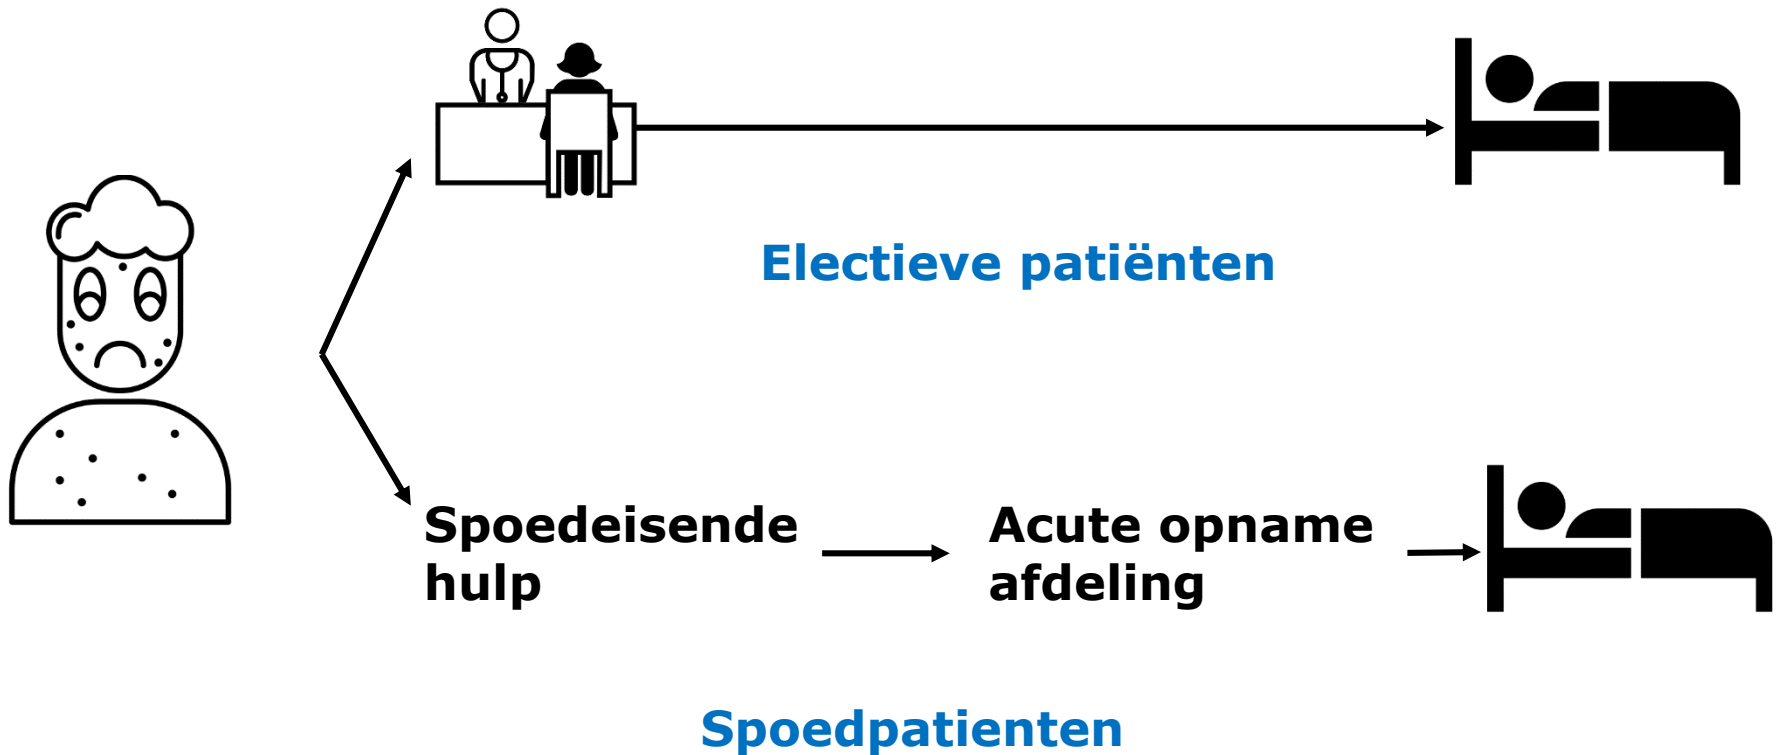 Electieve patiënten
Spoedeisende
hulp
Acute opname
afdeling
Spoedpatienten